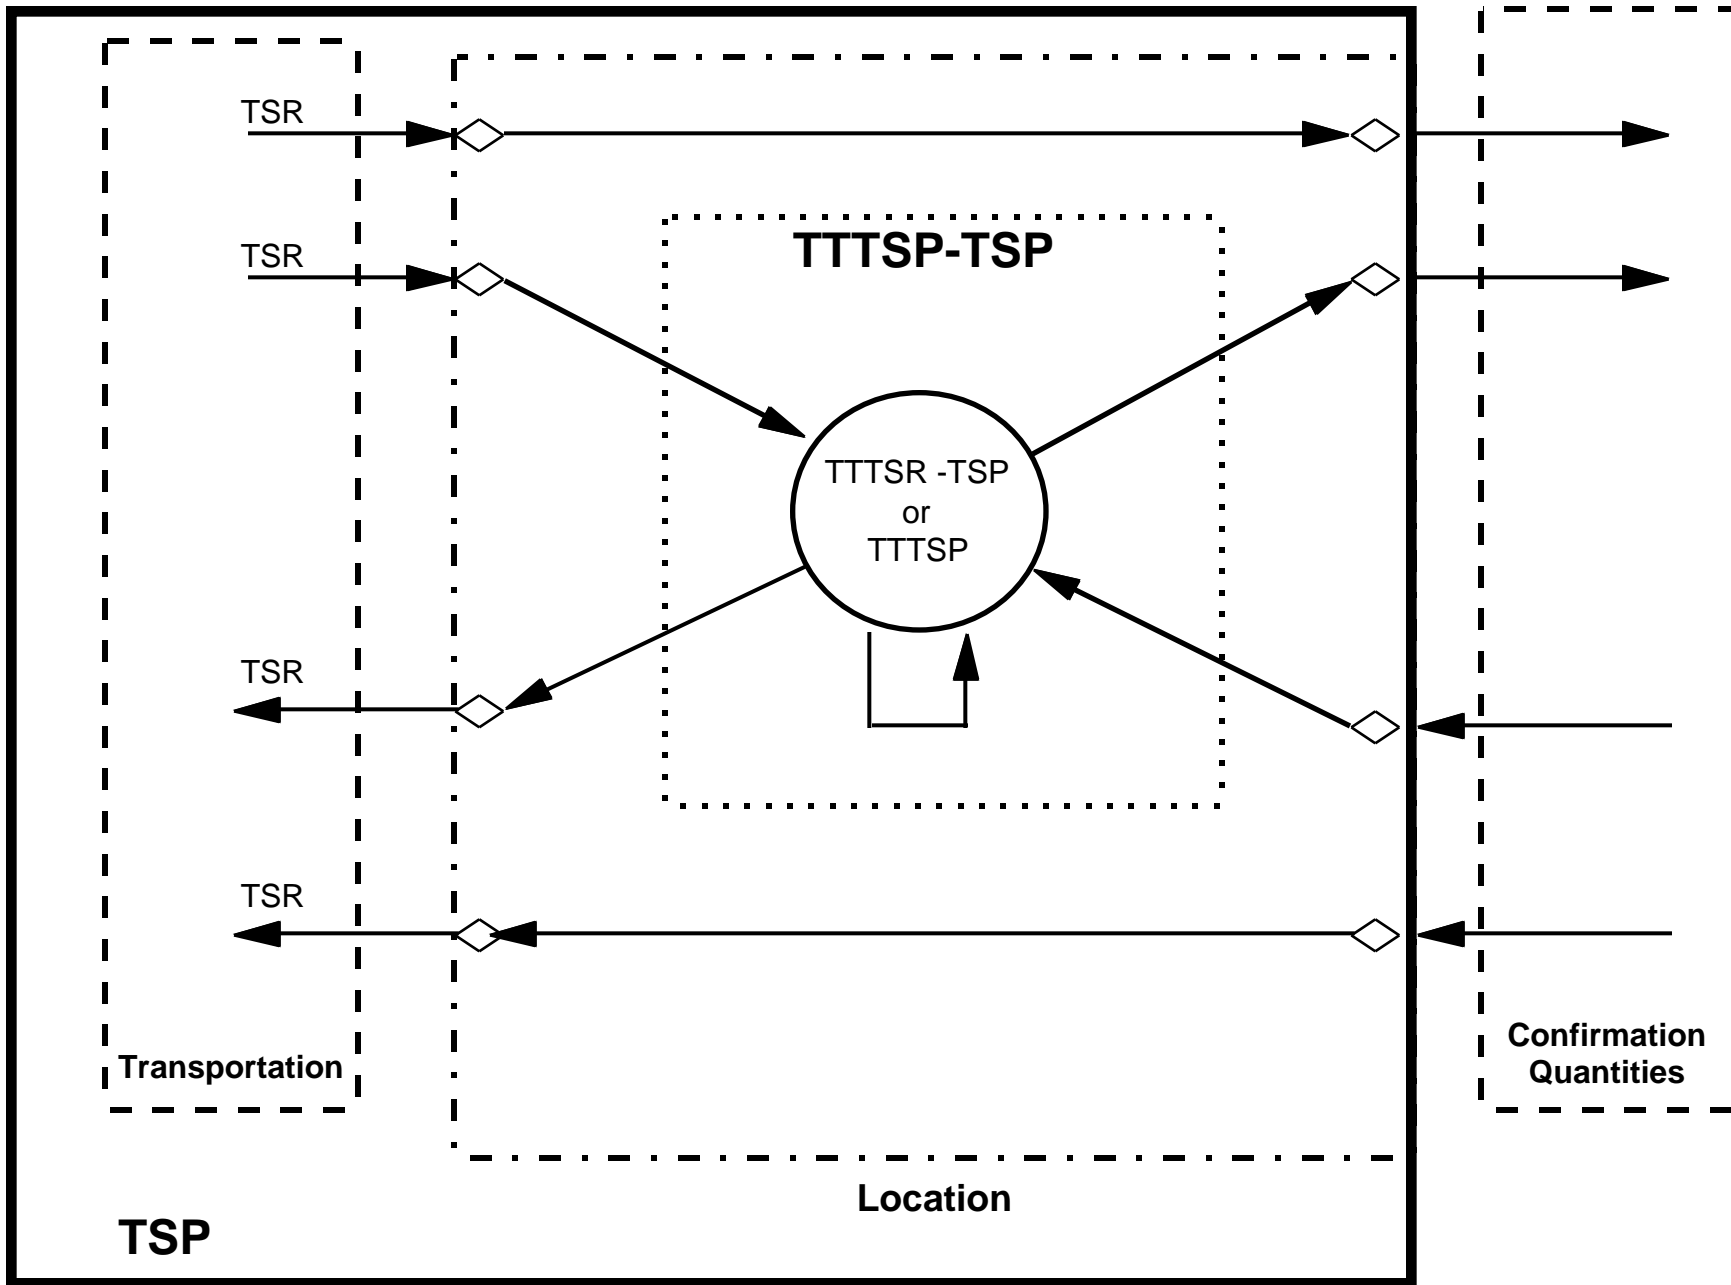 TSR
TSR
TTTSP-TSP
TTTSR -TSP
or
TTTSP
TSR
TSR
Transportation
Confirmation
Quantities
Location
TSP